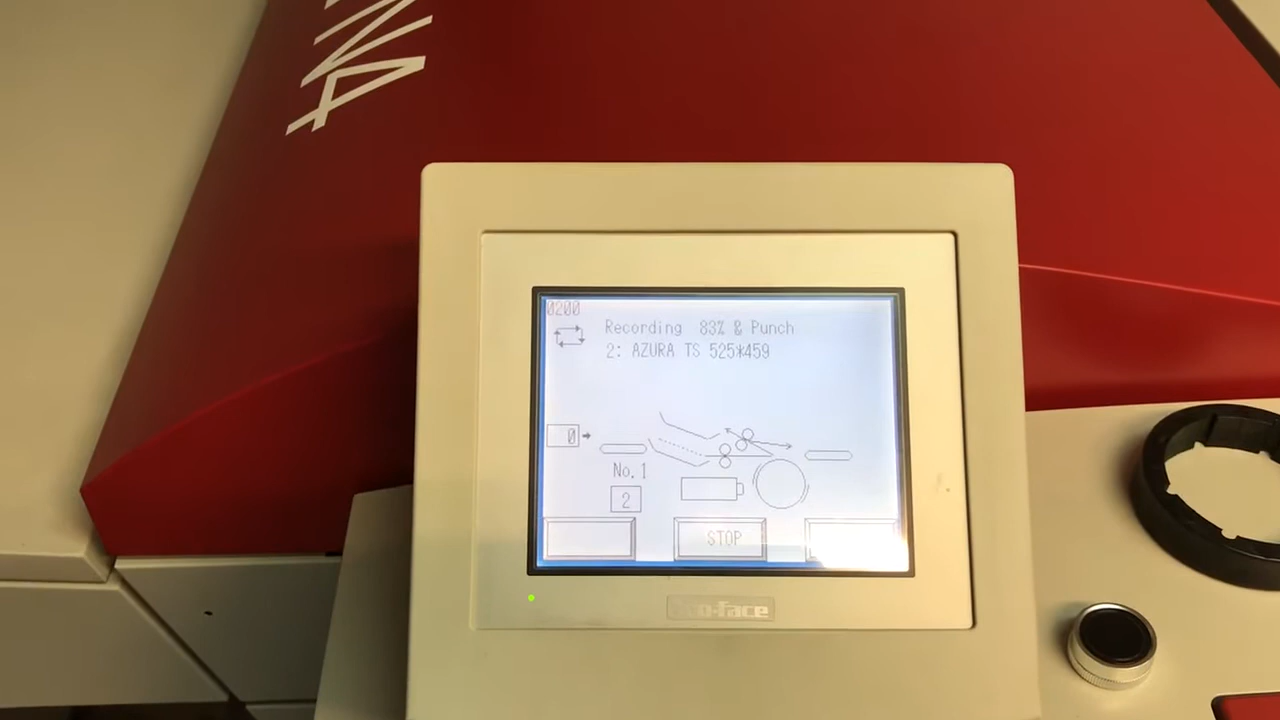 0200
Recording 83% & Punch
2: AZURA TS 525*459
0
No.1
2
STOP